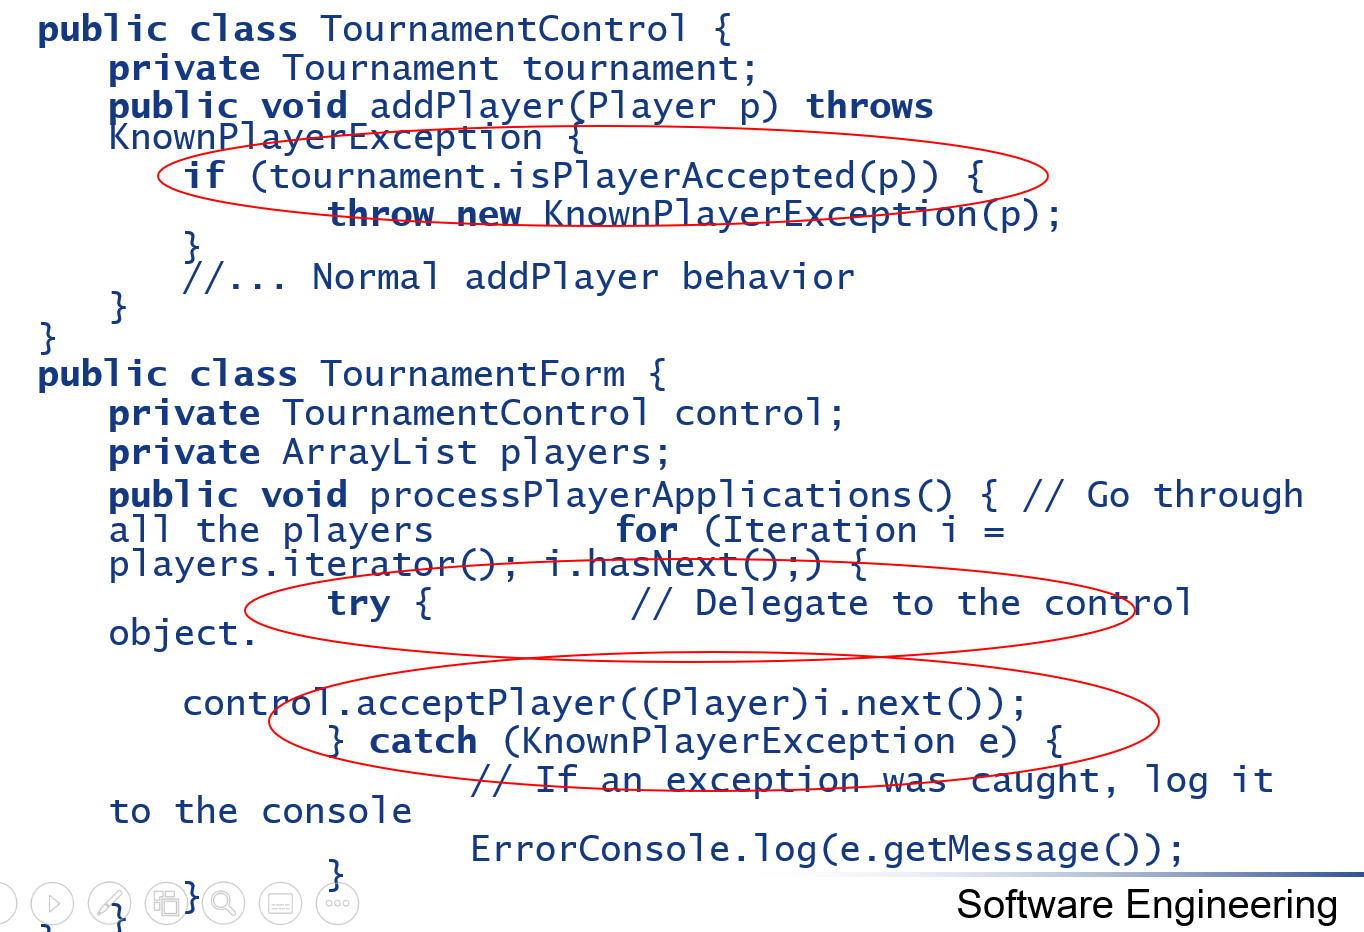 public class TournamentControl {
private Tournament tournament;
public void addPlayer(Player p) throws
KnownPlayerException {
if (tournament.isPlayerAccepted(p)) {
throw new KnownPlayerException(p);
}
//... Normal addPlayer behavior
}
}
public class TournamentForm {
private TournamentControl control;
private ArrayList players;
public void processPlayerApplications() { // Go through
all the players for (Iteration i =
players.iterator(); i.hasNext();) {
try { // Delegate to the control
object.
control.acceptPlayer((Player)i.next());
} catch (KnownPlayerException e) {
// If an exception was caught, log it
to the console
ErrorConsole.log(e.getMessage());
}
}
}
}
Software Engineering